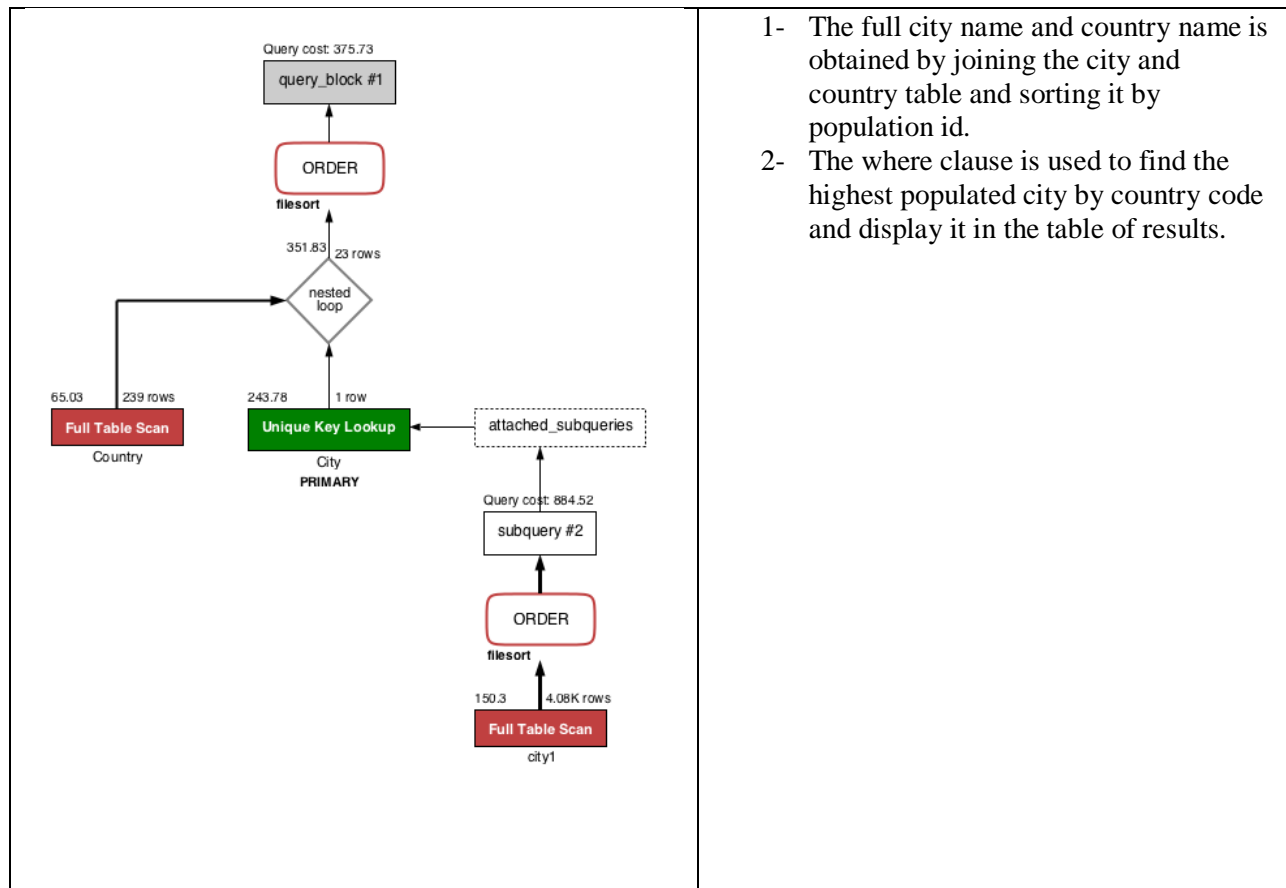 Query cost: 375.73
query_block #1
ORDER
filesort
351.83 23 rows
nested
loop
65.03 239 rows
Full Table Scan
Country
243.78 1 row
Unique Key Lookup
City
PRIMARY
attached_subqueries
Query cost: 884.52
subquery #2
ORDER
filesort
150.3 4.08K rows
Full Table Scan
city1
1- The full city name and country name is
obtained by joining the city and
country table and sorting it by
population id.
2- The where clause is used to find the
highest populated city by country code
and display it in the table of results.